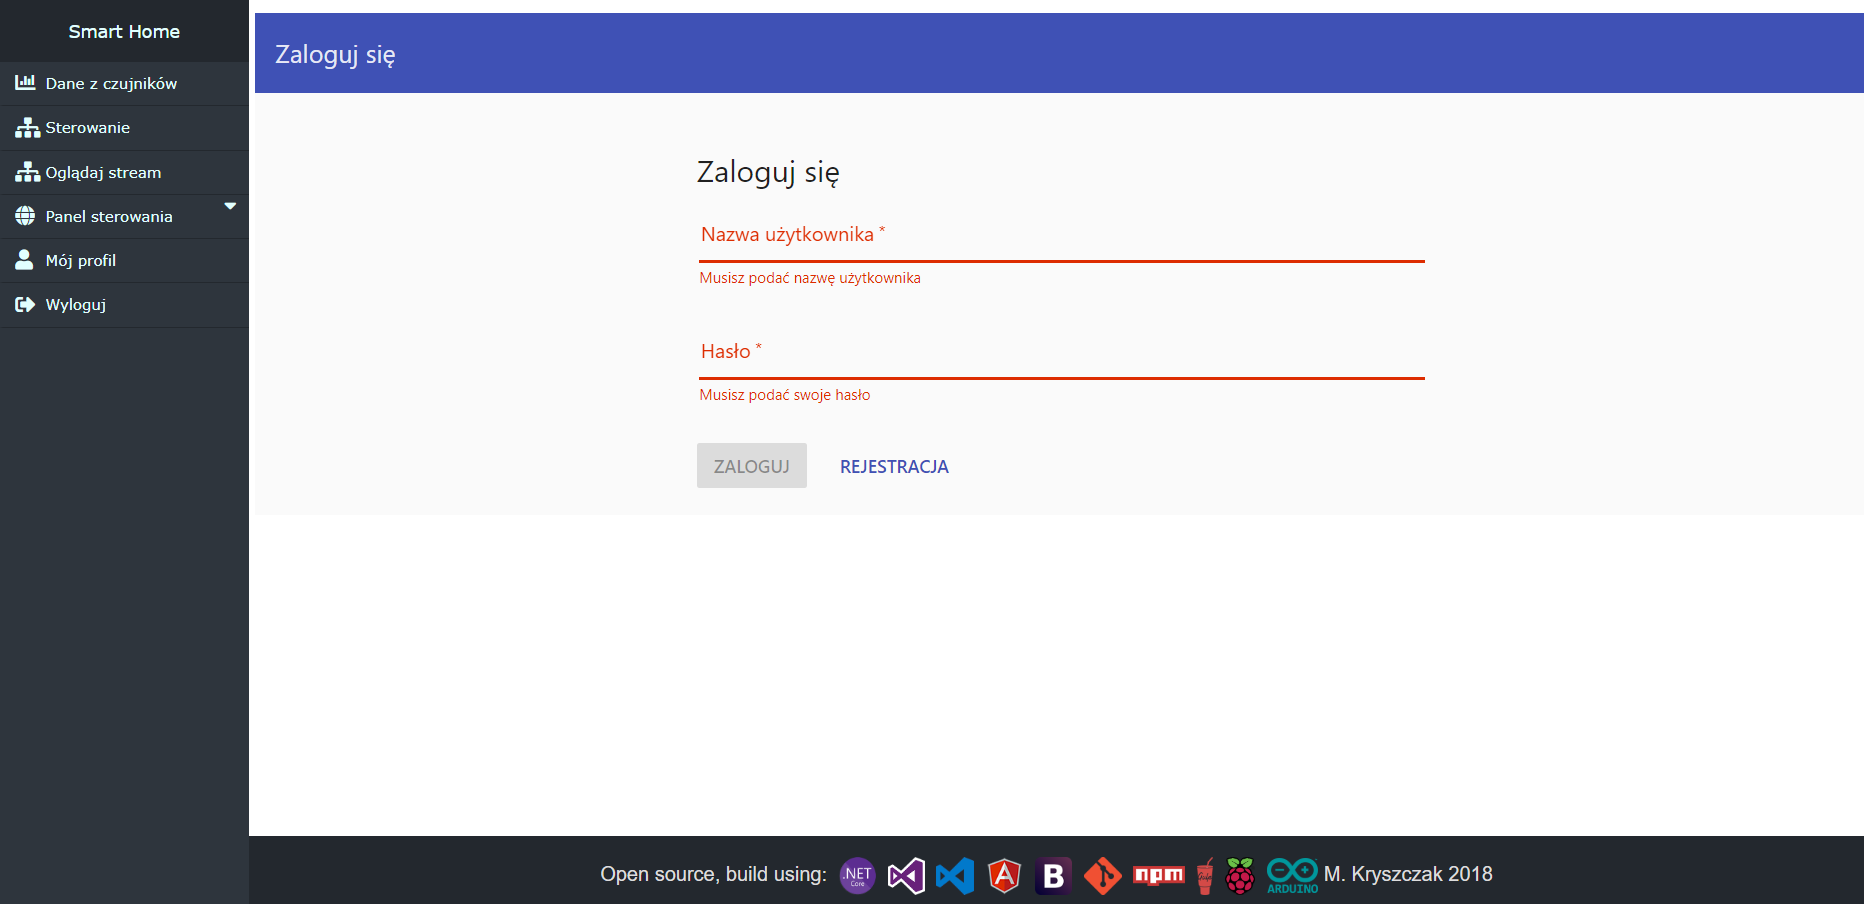 Smart Home
Dane z czujników
Sterowanie
Oglądaj stream
Panel sterowania
Mój profil
Wyloguj
Zaloguj się
Zaloguj się
Nazwa użytkownika *
Musisz podać nazwę użytkownika
Hasło *
Musisz podać swoje hasło
ZALOGUJ REJESTRACJA
Open source, build using: .NET Core A B npm Gulp ARDUINO M. Kryszczak 2018